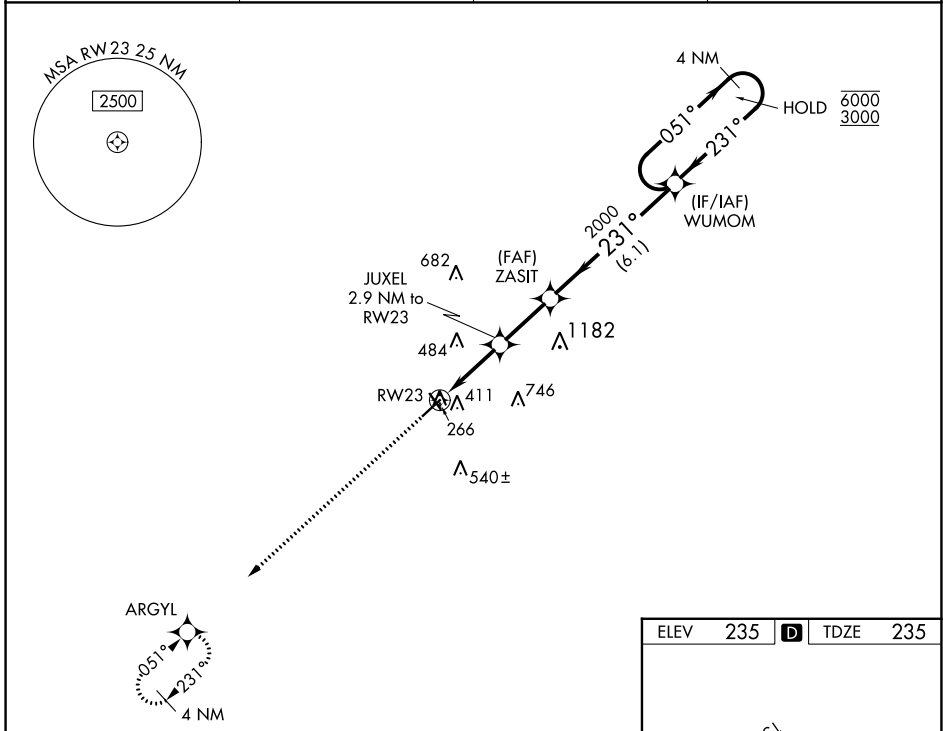 MSA RW23 25 NM
2500
4 NM
051°
231°
HOLD
6000
3000
(IF/IAF)
WUMOM
2000
231°
(6.1)
(FAF)
ZASIT
682
JUXEL
2.9 NM to
RW23
1182
484
RW23
411
746
266
540±
ARGYL
051°
231°
4 NM
ELEV 235 D TDZE 235